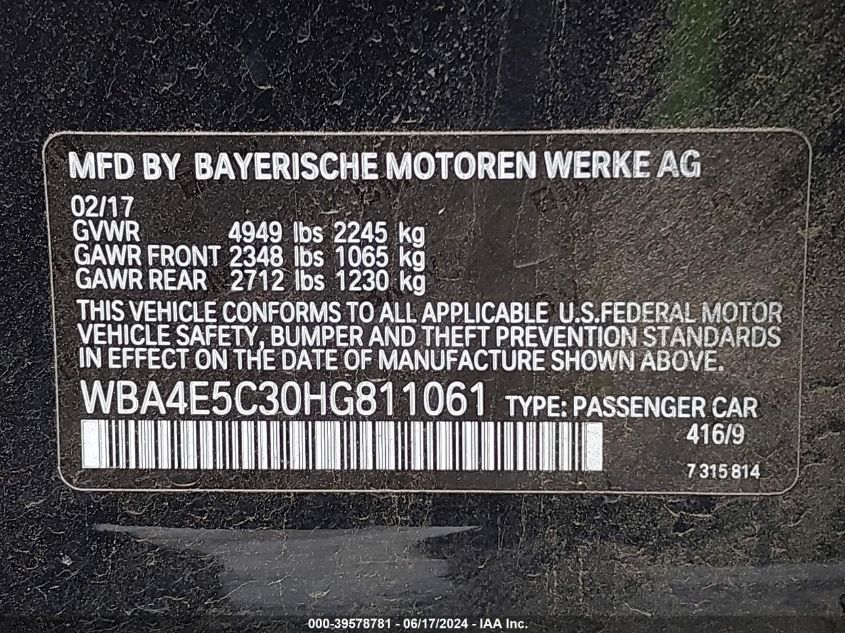 MFD BY BAYERISCHE MOTOREN WERKE AG
02/17
GVWR 4949 lbs 2245 kg
GAWR FRONT 2348 lbs 1065 kg
GAWR REAR 2712 lbs 1230 kg
THIS VEHICLE CONFORMS TO ALL APPLICABLE U.S.FEDERAL MOTOR
VEHICLE SAFETY, BUMPER AND THEFT PREVENTION STANDARDS
IN EFFECT ON THE DATE OF MANUFACTURE SHOWN ABOVE.
WBA4E5C30HG811061 TYPE: PASSENGER CAR
416/9
7 315 814
000-39578781 - 06/17/2024 - IAA Inc.